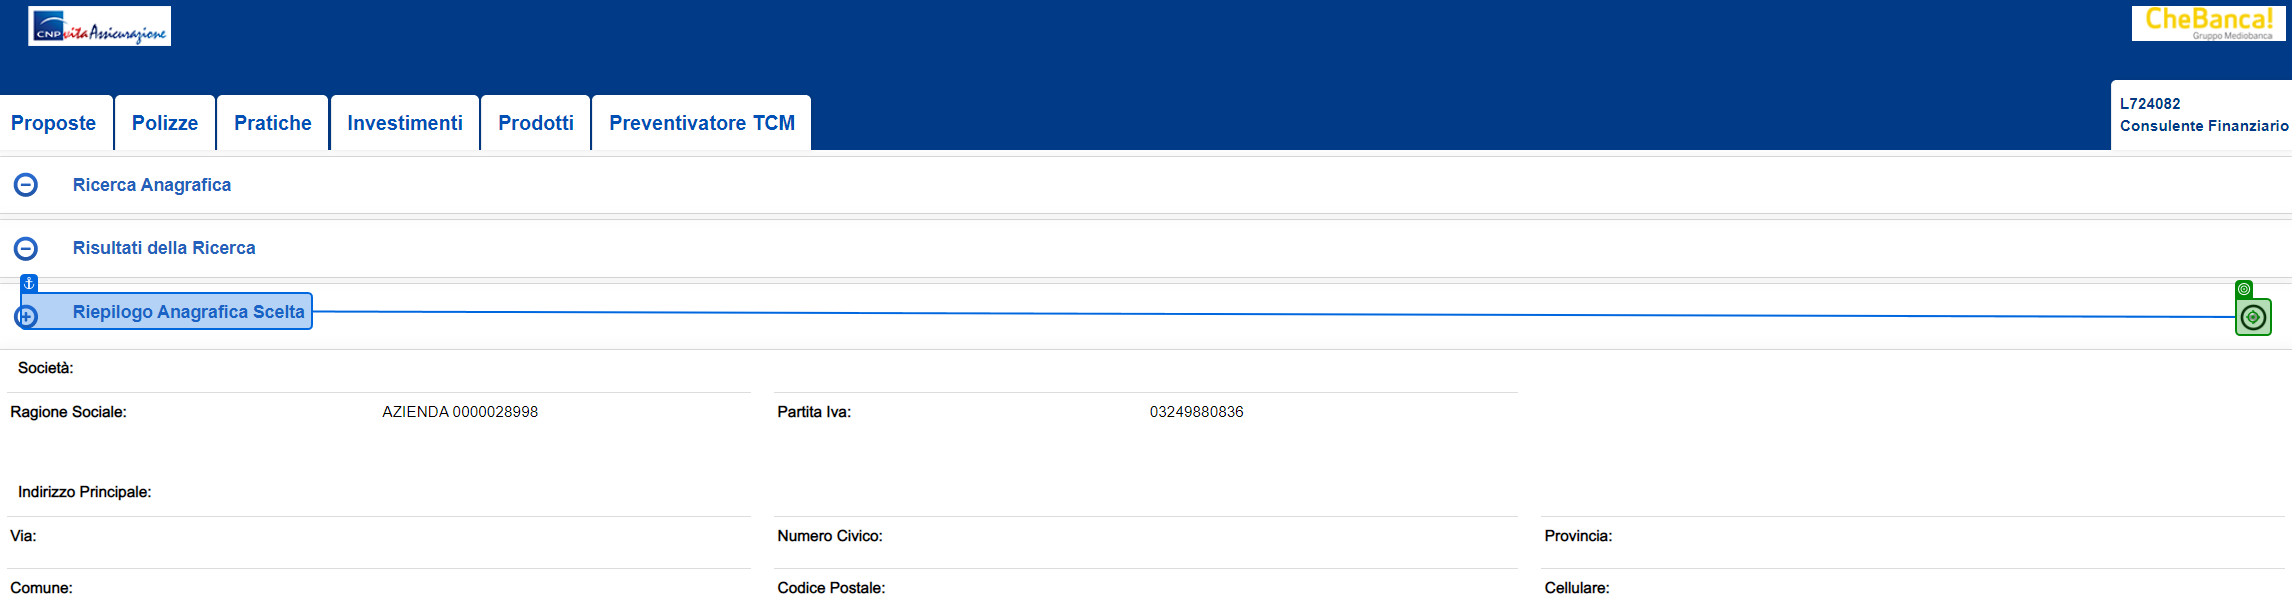 CNP vita Assicurazione
CheBanca!
Gruppo Mediobanca
L724082
Consulente Finanziario
Proposte
Polizze
Pratiche
Investimenti
Prodotti
Preventivatore TCM
Ricerca Anagrafica
Risultati della Ricerca
Riepilogo Anagrafica Scelta
Società:
Ragione Sociale: AZIENDA 0000028998 Partita Iva: 03249880836
Indirizzo Principale:
Via: Numero Civico: Provincia:
Comune: Codice Postale: Cellulare: